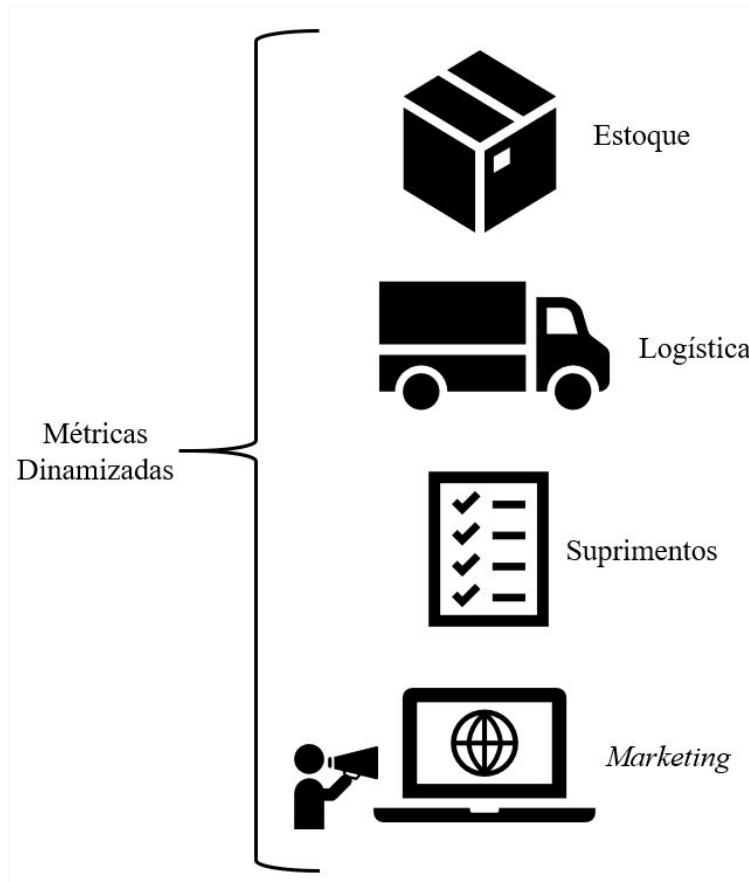 Estoque
Logística
Métricas
Dinamizadas
Suprimentos
Marketing